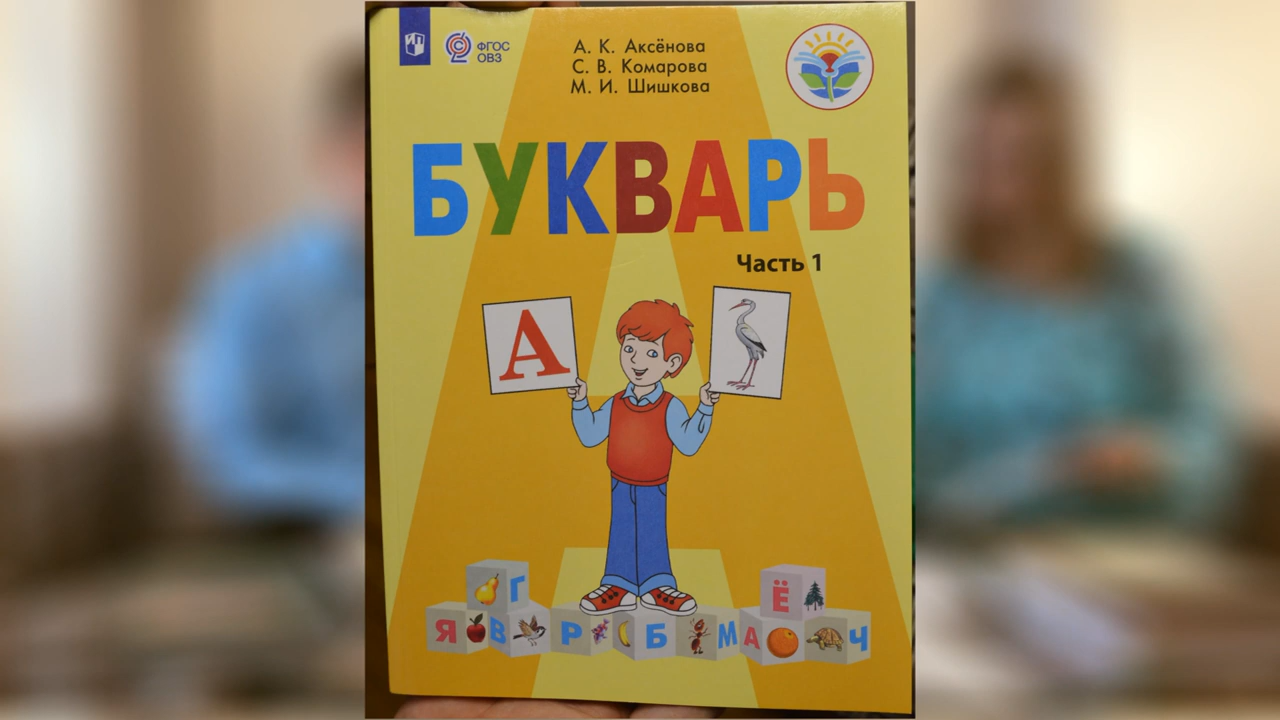 ФГОС
ОВЗ
А. К. Аксёнова
С. В. Комарова
М. И. Шишкова
БУКВАРЬ
Часть 1
А
Г
Ё
Я В Р Б М А Ч